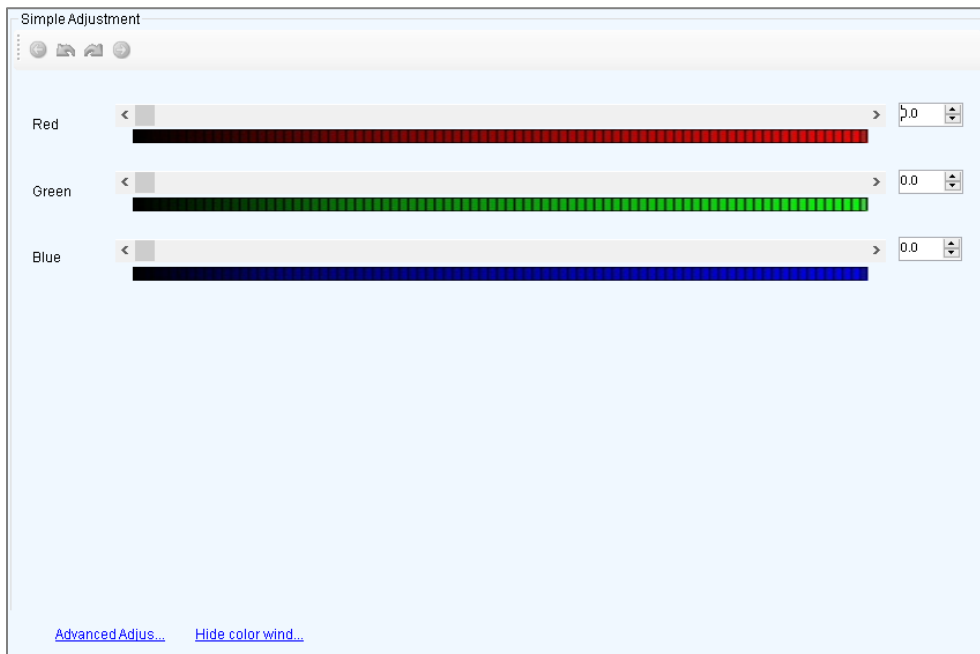 Simple Adjustment
Red
0.0
Green
0.0
Blue
0.0
Advanced Adjus...
Hide color wind...